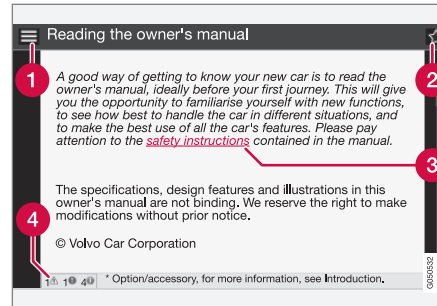 Reading the owner's manual
1
2
A good way of getting to know your new car is to read the
owner's manual, ideally before your first journey. This will give
you the opportunity to familiarise yourself with new functions,
to see how best to handle the car in different situations, and
to make the best use of all the car's features. Please pay
attention to the safety instructions contained in the manual.
3
The specifications, design features and illustrations in this
owner's manual are not binding. We reserve the right to make
modifications without prior notice.
4
© Volvo Car Corporation
1 1 4 * Option/accessory, for more information, see Introduction.
G050532